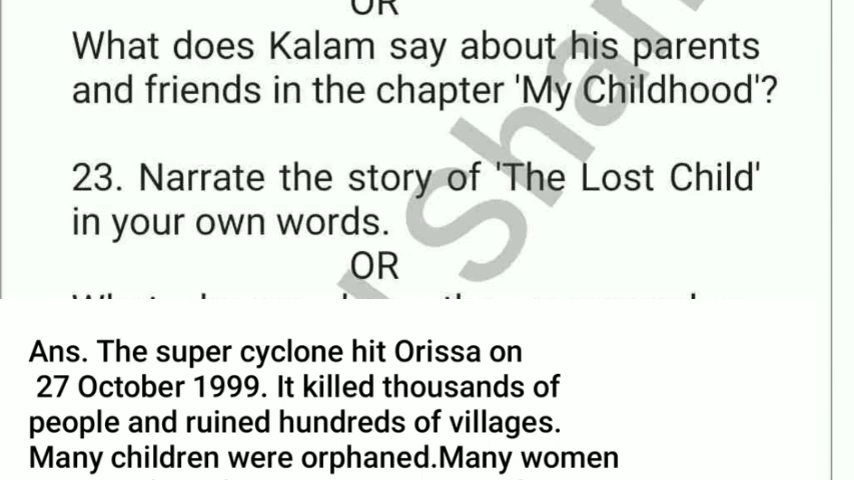 OR
What does Kalam say about his parents
and friends in the chapter 'My Childhood'?
23. Narrate the story of 'The Lost Child'
in your own words.
OR
Ans. The super cyclone hit Orissa on
27 October 1999. It killed thousands of
people and ruined hundreds of villages.
Many children were orphaned.Many women